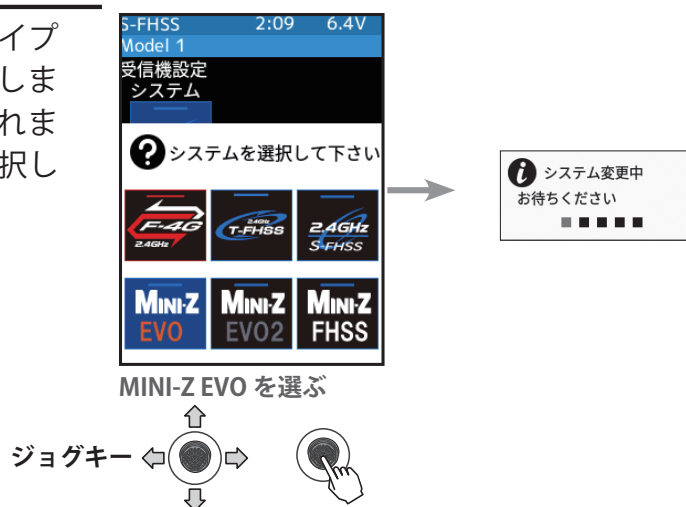 イプ
しま
れま
択し
S-FHSS 2:09 6.4V
Model 1
受信機設定
システム
? システムを選択して下さい
F-4G
2.4GHz
2.4GHz
T-FHSS
2.4GHz
S-FHSS
MINI-Z
EVO
MINI-Z
EVO2
MINI-Z
FHSS
i システム変更中
お待ちください
MINI-Z EVO を選ぶ
ジョグキー